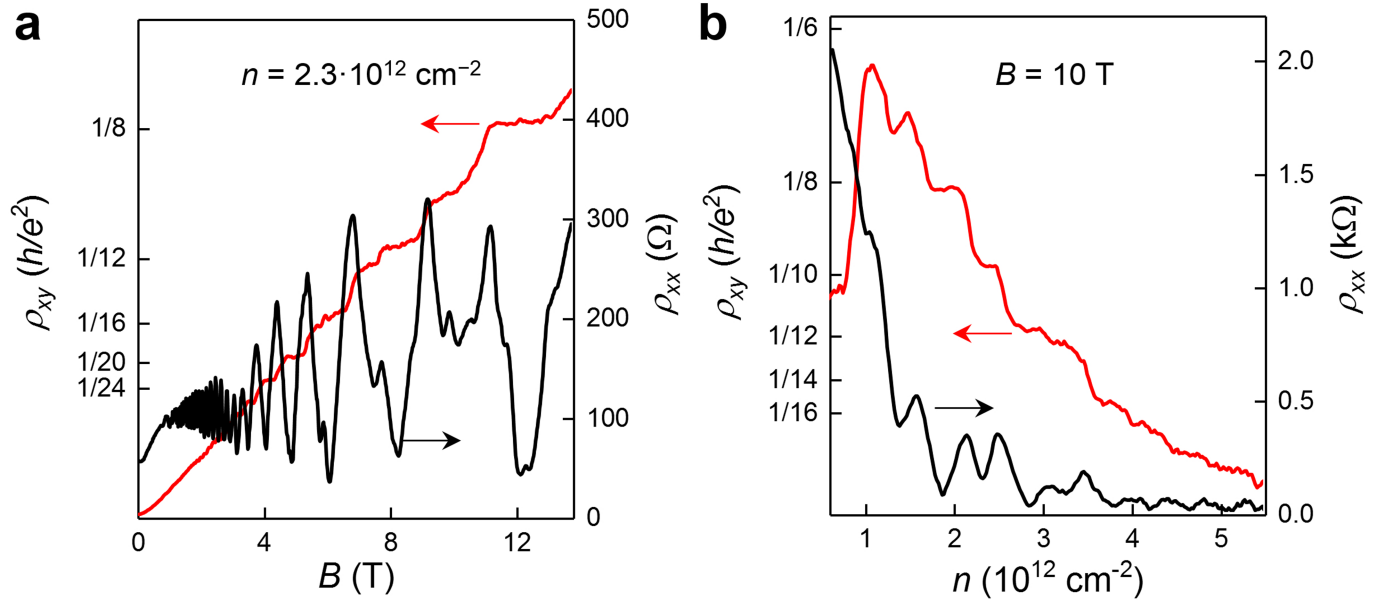 a
n = 2.3·10¹² cm⁻²
1/8
1/12
1/16
1/20
1/24
ρxy (h/e²)
500
400
300
200
100
0
ρxx (Ω)
0 4 8 12
B (T)
b
B = 10 T
1/6
1/8
1/10
1/12
1/14
1/16
ρxy (h/e²)
2.0
1.5
1.0
0.5
0.0
ρxx (kΩ)
1 2 3 4 5
n (10¹² cm⁻²)